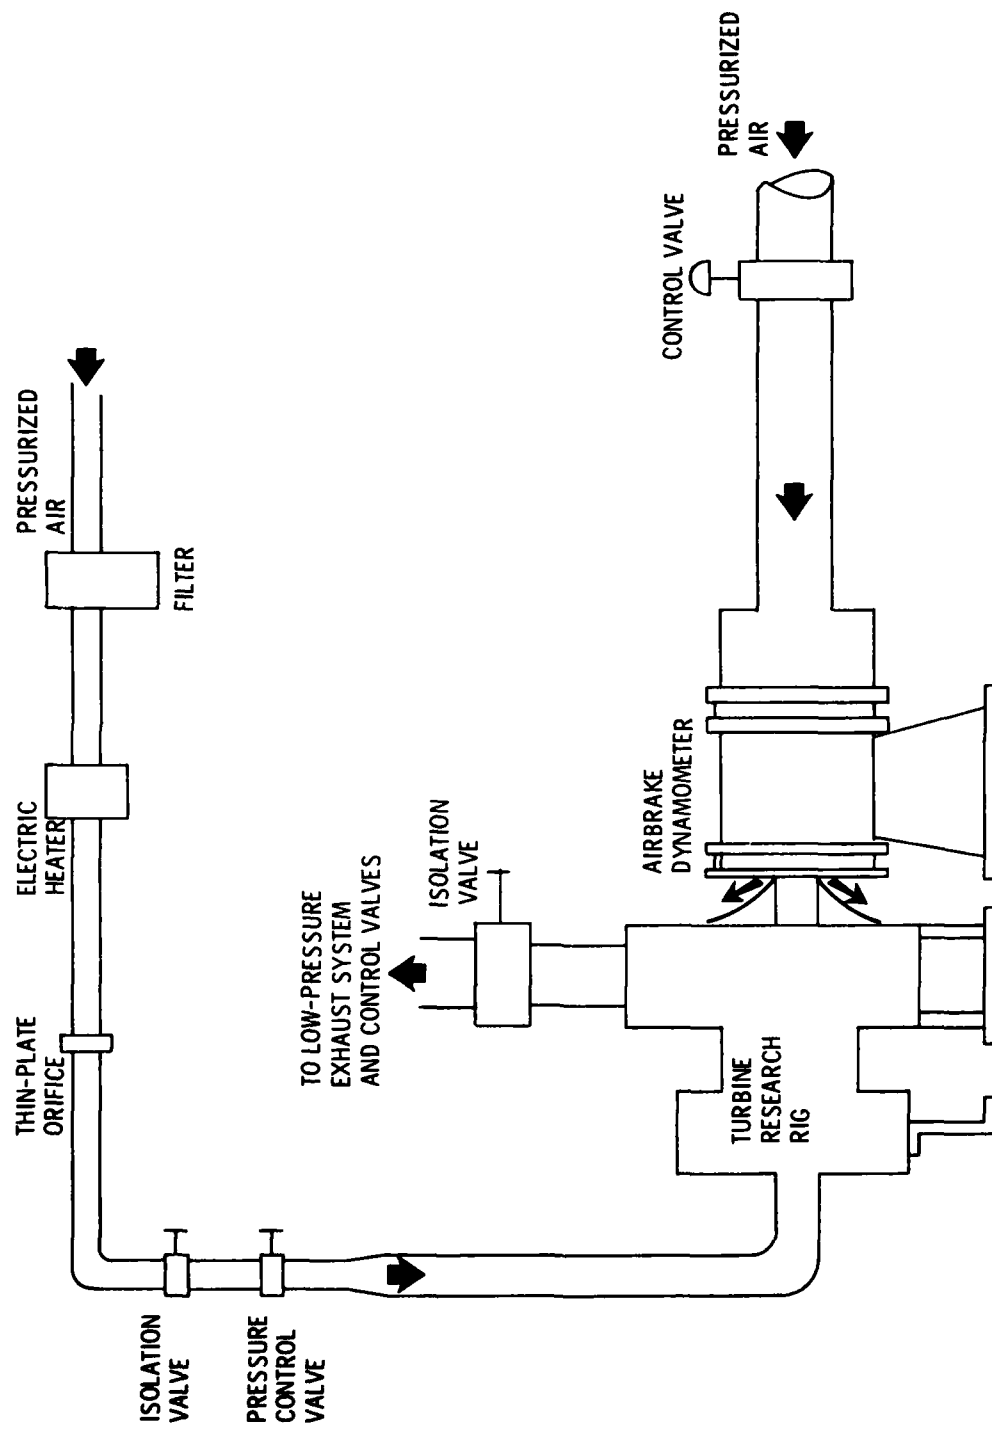 PRESSURIZED
AIR
FILTER
ELECTRIC
HEATER
THIN-PLATE
ORIFICE
ISOLATION
VALVE
PRESSURE
CONTROL
VALVE
TO LOW-PRESSURE
EXHAUST SYSTEM
AND CONTROL VALVES
ISOLATION
VALVE
TURBINE
RESEARCH
RIG
AIRBRAKE
DYNAMOMETER
CONTROL VALVE
PRESSURIZED
AIR